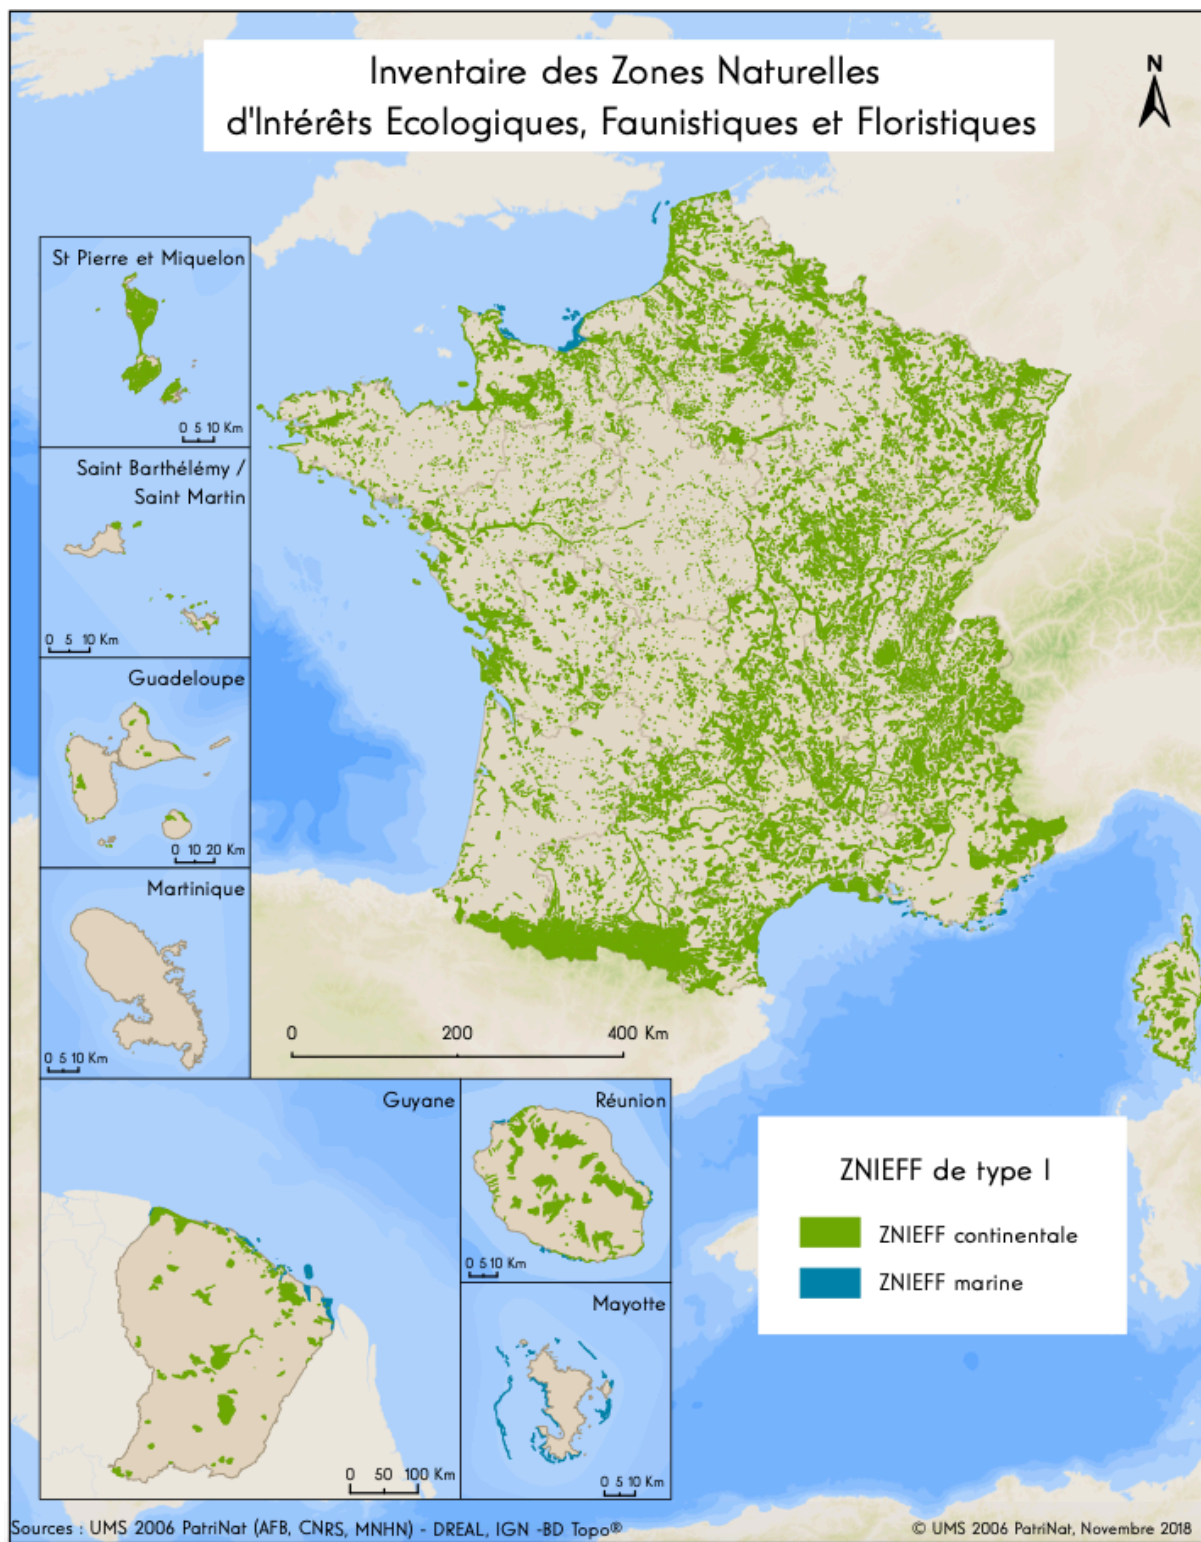 Inventaire des Zones Naturelles
d'Intérêts Ecologiques, Faunistiques et Floristiques
N
St Pierre et Miquelon
0 5 10 Km
Saint Barthélémy /
Saint Martin
0 5 10 Km
Guadeloupe
0 10 20 Km
Martinique
0 5 10 Km
0 200 400 Km
Guyane
0 50 100 Km
Réunion
0 5 10 Km
Mayotte
0 5 10 Km
ZNIEFF de type I
ZNIEFF continentale
ZNIEFF marine
Sources : UMS 2006 PatriNat (AFB, CNRS, MNHN) - DREAL, IGN -BD Topo®
© UMS 2006 PatriNat, Novembre 2018